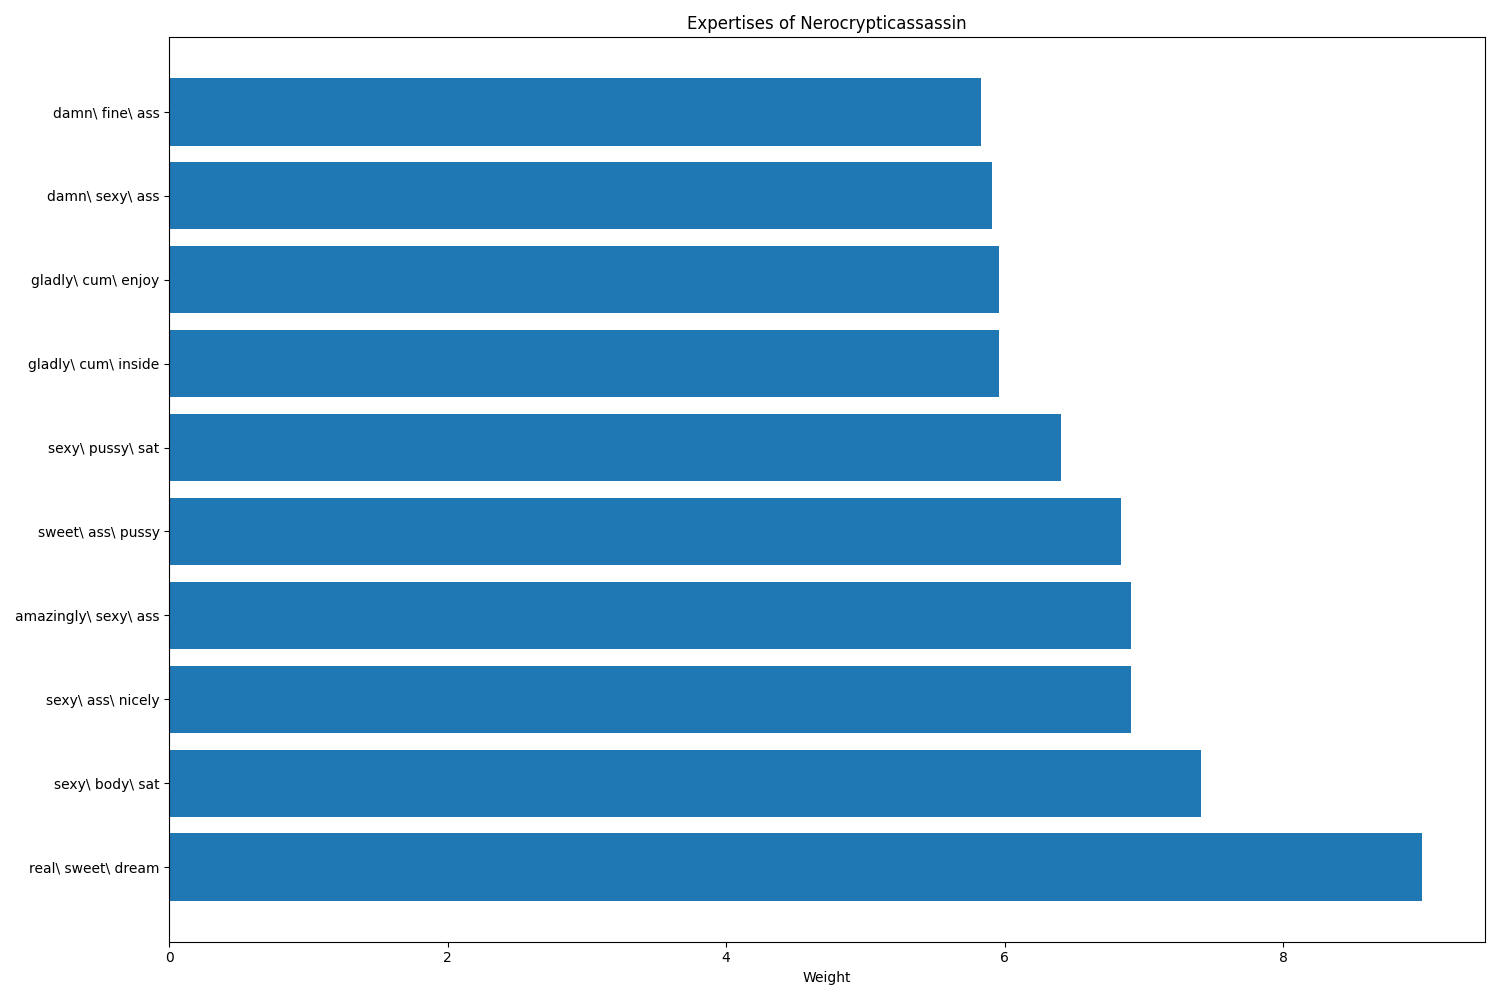 Expertises of Nerocrypticassassin
damn\ fine\ ass
damn\ sexy\ ass
gladly\ cum\ enjoy
gladly\ cum\ inside
sexy\ pussy\ sat
sweet\ ass\ pussy
amazingly\ sexy\ ass
sexy\ ass\ nicely
sexy\ body\ sat
real\ sweet\ dream
0 2 4 6 8
Weight